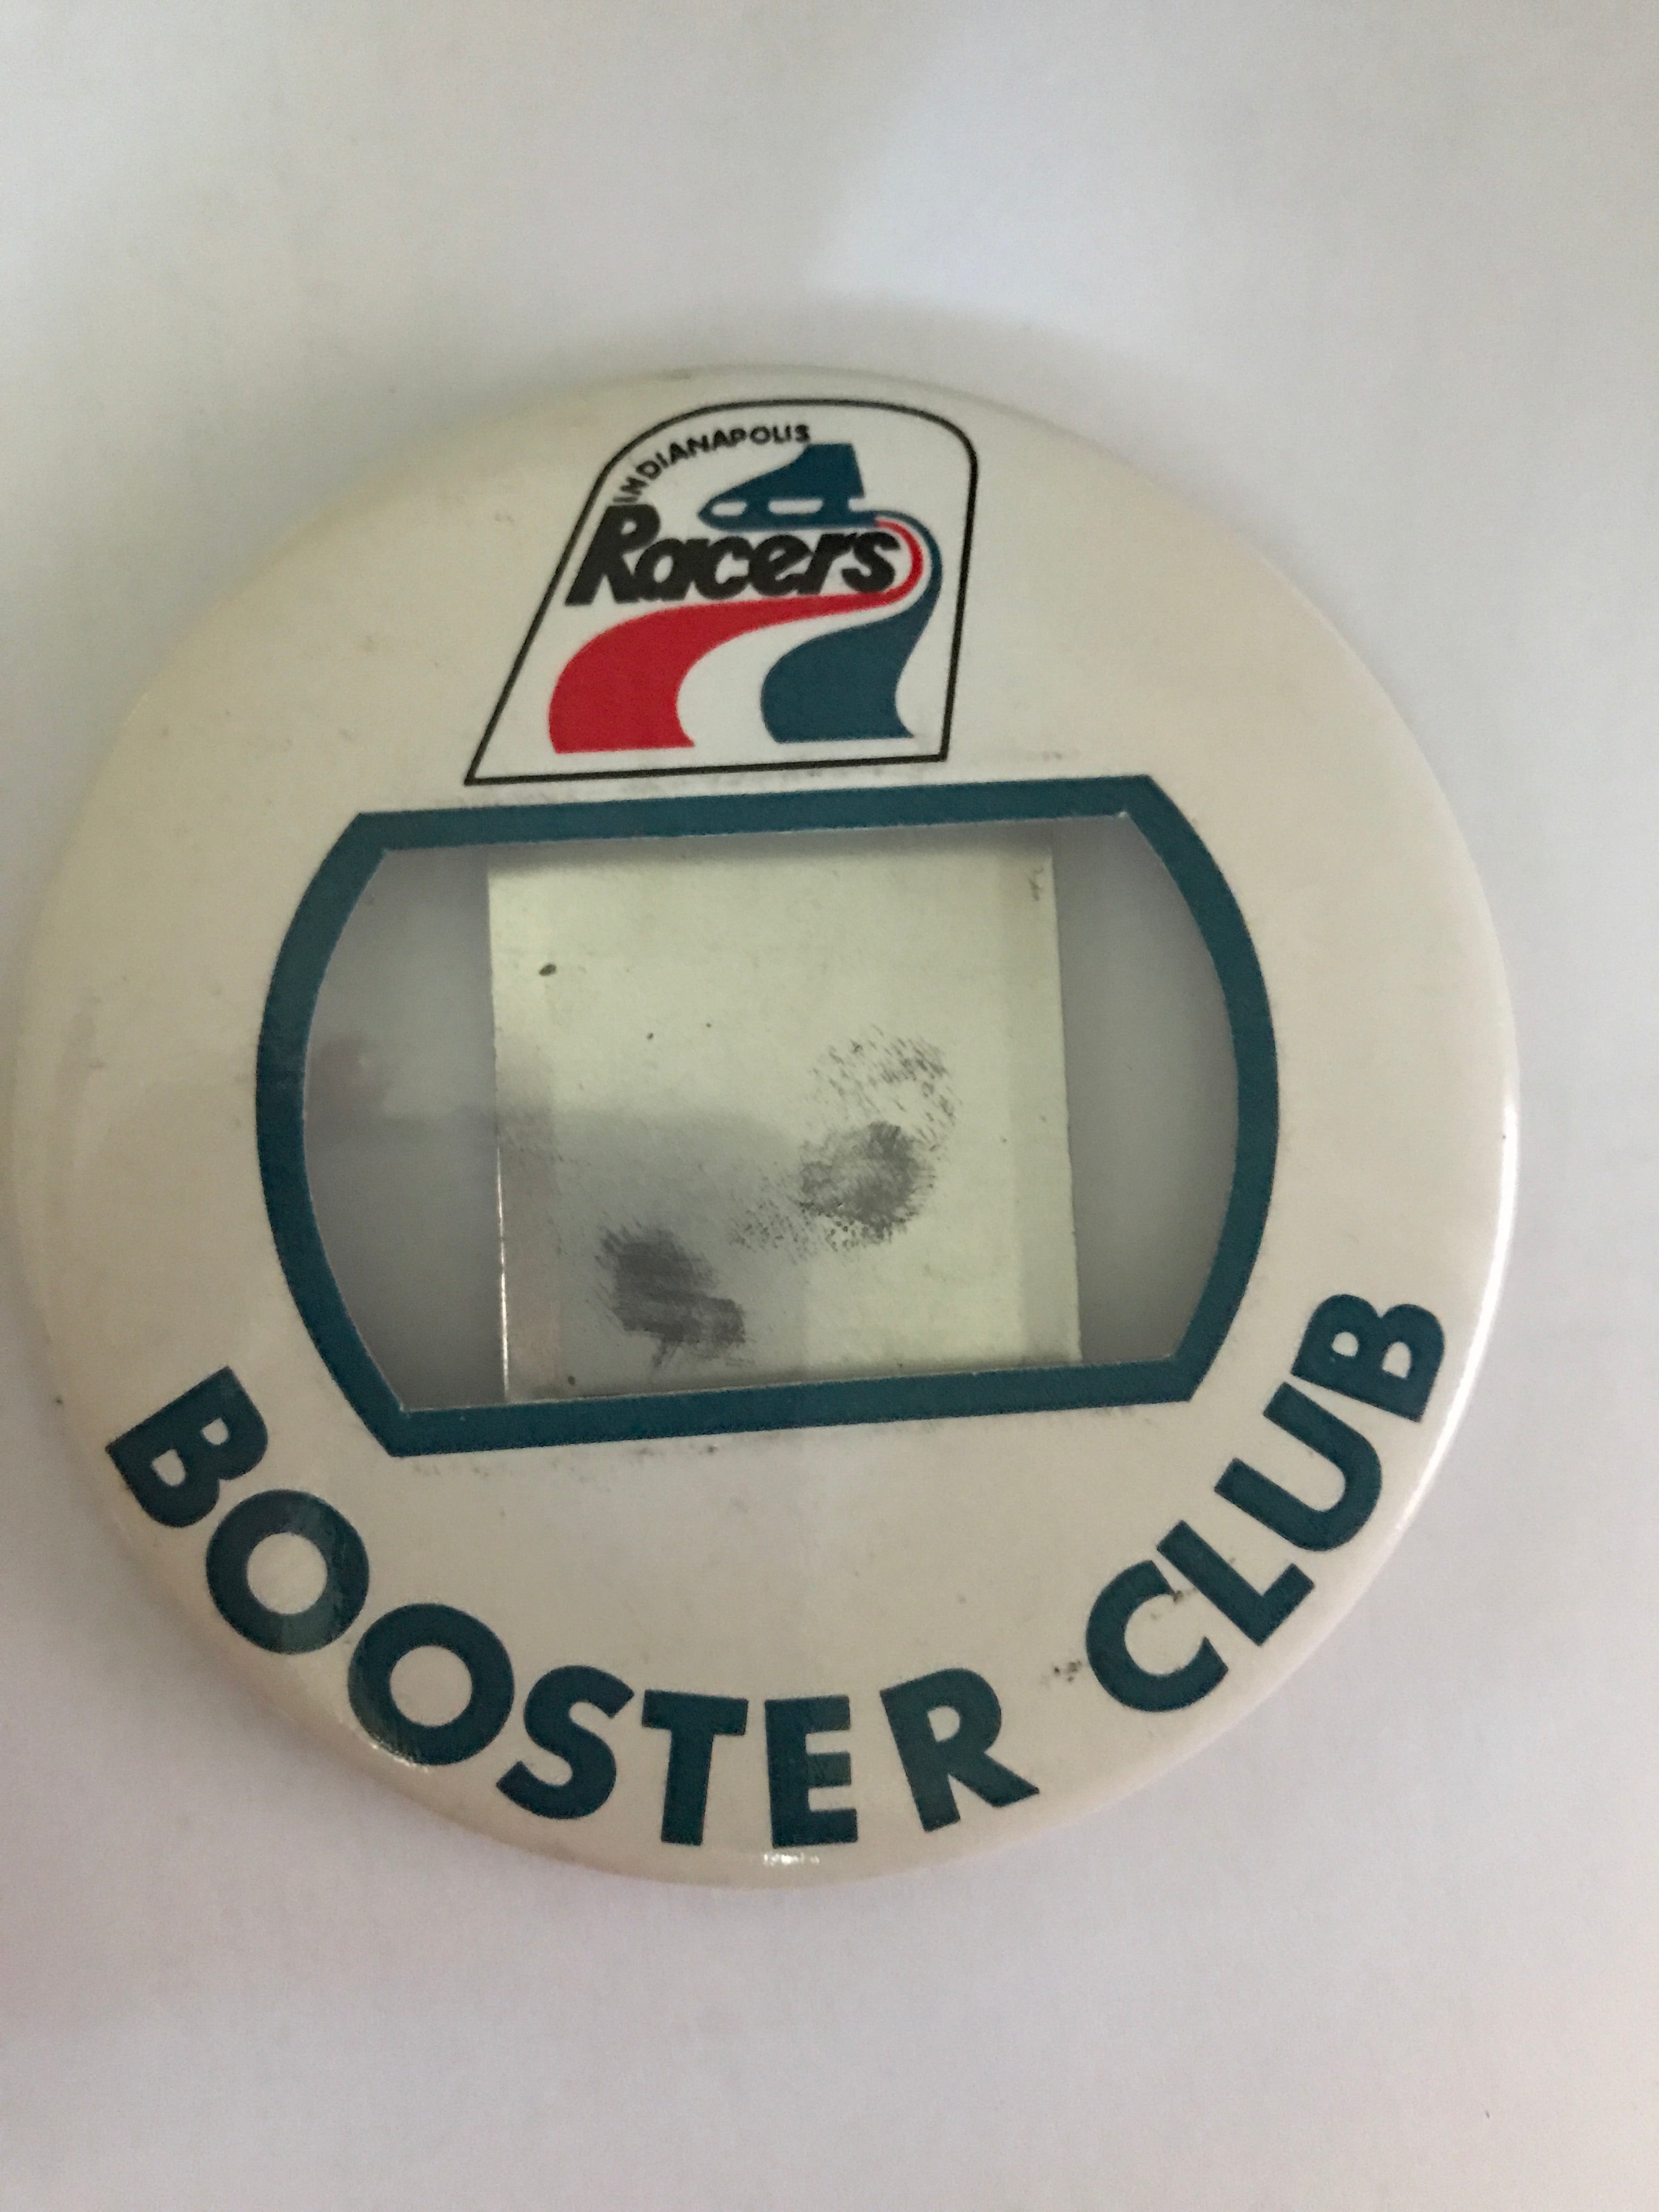 INDIANAPOLIS
Racers
BOOSTER CLUB